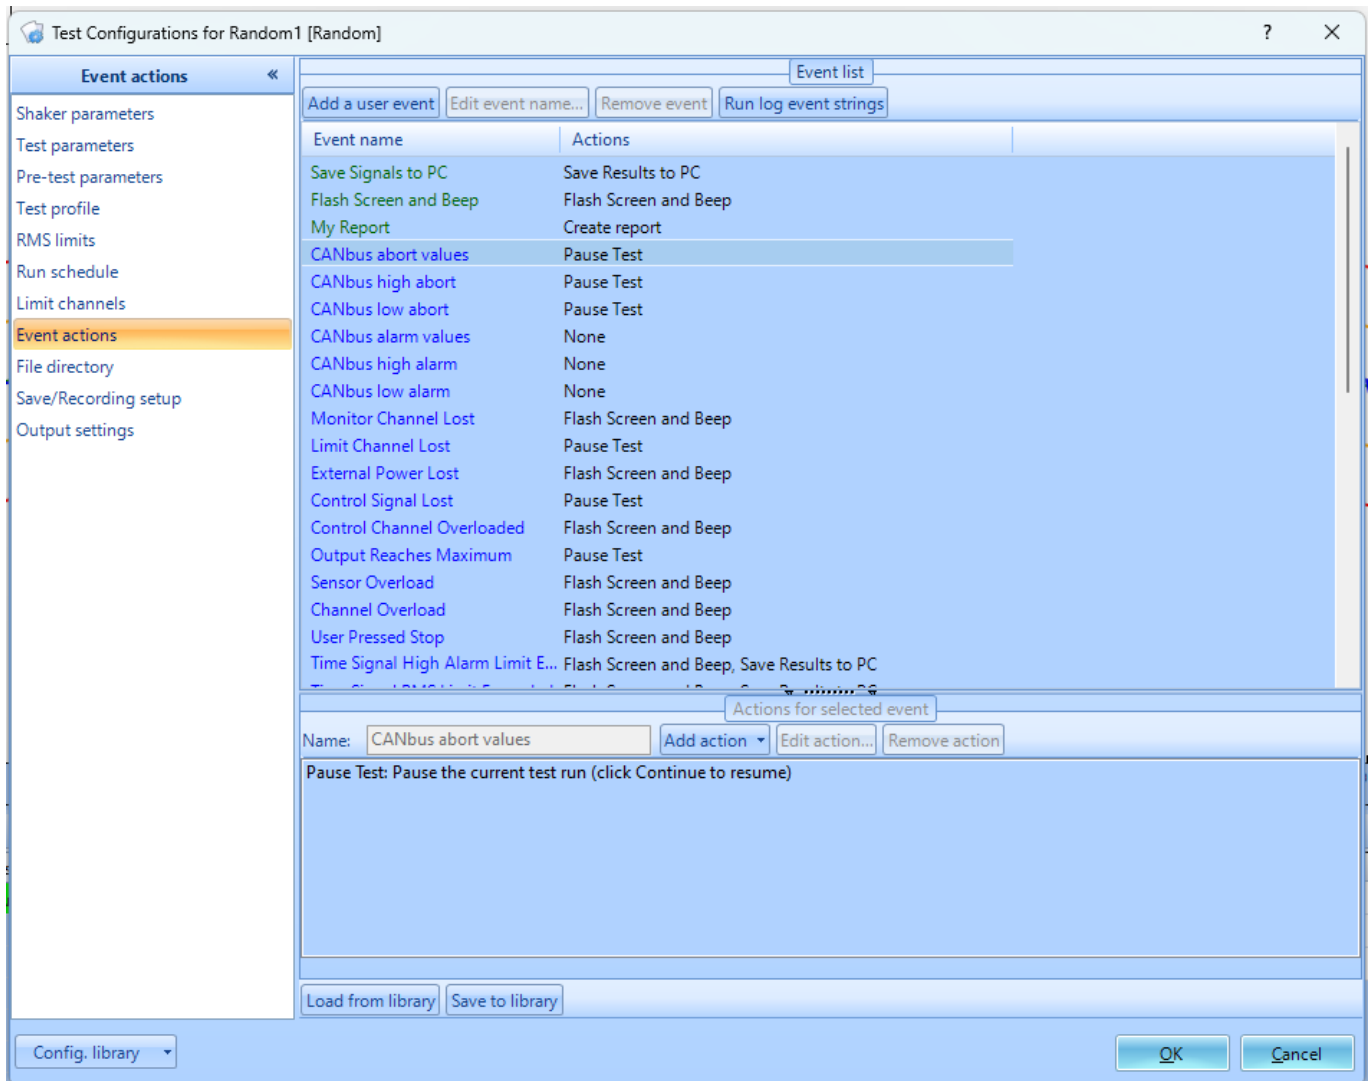 Test Configurations for Random1 [Random]
?
Event actions «
Shaker parameters
Test parameters
Pre-test parameters
Test profile
RMS limits
Run schedule
Limit channels
Event actions
File directory
Save/Recording setup
Output settings
Event list
Add a user event Edit event name... Remove event Run log event strings
Event name Actions
Save Signals to PC Save Results to PC
Flash Screen and Beep Flash Screen and Beep
My Report Create report
CANbus abort values Pause Test
CANbus high abort Pause Test
CANbus low abort Pause Test
CANbus alarm values None
CANbus high alarm None
CANbus low alarm None
Monitor Channel Lost Flash Screen and Beep
Limit Channel Lost Pause Test
External Power Lost Flash Screen and Beep
Control Signal Lost Pause Test
Control Channel Overloaded Flash Screen and Beep
Output Reaches Maximum Pause Test
Sensor Overload Flash Screen and Beep
Channel Overload Flash Screen and Beep
User Pressed Stop Flash Screen and Beep
Time Signal High Alarm Limit E... Flash Screen and Beep, Save Results to PC
Actions for selected event
Name: CANbus abort values Add action Edit action... Remove action
Pause Test: Pause the current test run (click Continue to resume)
Load from library Save to library
Config. library
OK Cancel